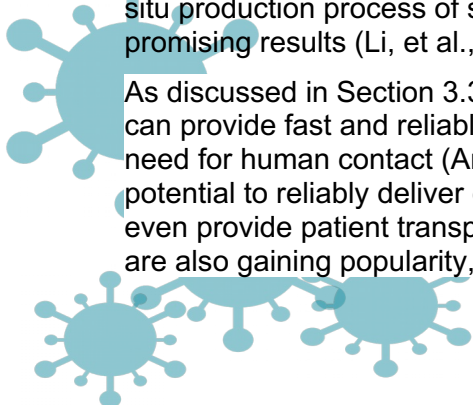 situ production process of
promising results (Li, et al.,
As discussed in Section 3.3
can provide fast and reliabl
need for human contact (A
potential to reliably deliver
even provide patient transp
are also gaining popularity,